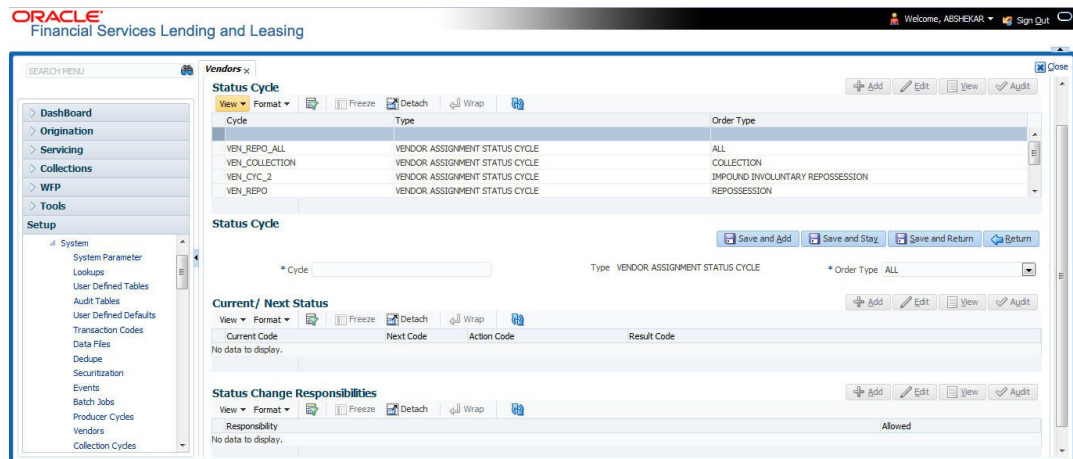 ORACLE
Financial Services Lending and Leasing
Welcome, ABSHEKAR
Sign Out
SEARCH MENU
DashBoard
Origination
Servicing
Collections
WFP
Tools
Setup
System
System Parameter
Lookups
User Defined Tables
Audit Tables
User Defined Defaults
Transaction Codes
Data Files
Dedupe
Securitization
Events
Batch Jobs
Producer Cycles
Vendors
Collection Cycles
Vendors
Close
Status Cycle
Add Edit View Audit
View Format Freeze Detach Wrap
Cycle Type Order Type
VEN_REPO_ALL VENDOR ASSIGNMENT STATUS CYCLE ALL
VEN_COLLECTION VENDOR ASSIGNMENT STATUS CYCLE COLLECTION
VEN_CYC_2 VENDOR ASSIGNMENT STATUS CYCLE IMPOUND INVOLUNTARY REPOSSESSION
VEN_REPO VENDOR ASSIGNMENT STATUS CYCLE REPOSSESSION
Status Cycle
Save and Add Save and Stay Save and Return Return
* Cycle Type VENDOR ASSIGNMENT STATUS CYCLE * Order Type ALL
Current/ Next Status
Add Edit View Audit
View Format Freeze Detach Wrap
Current Code Next Code Action Code Result Code
No data to display.
Status Change Responsibilities
Add Edit View Audit
View Format Freeze Detach Wrap
Responsibility Allowed
No data to display.